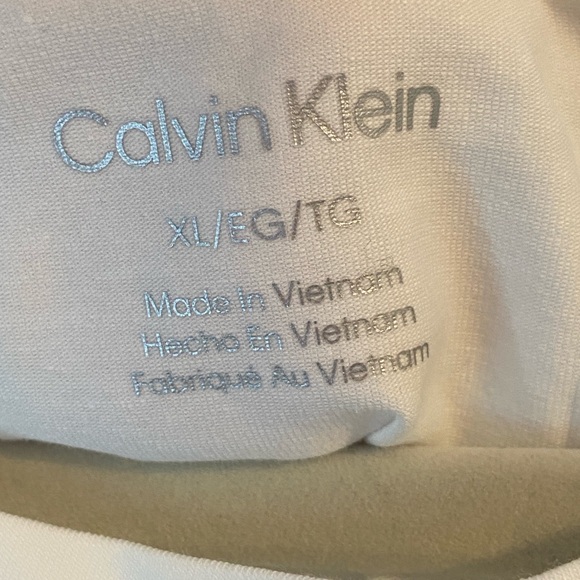 Calvin Klein
XL/EG/TG
Made In Vietnam
Hecho En Vietnam
Fabriqué Au Vietnam